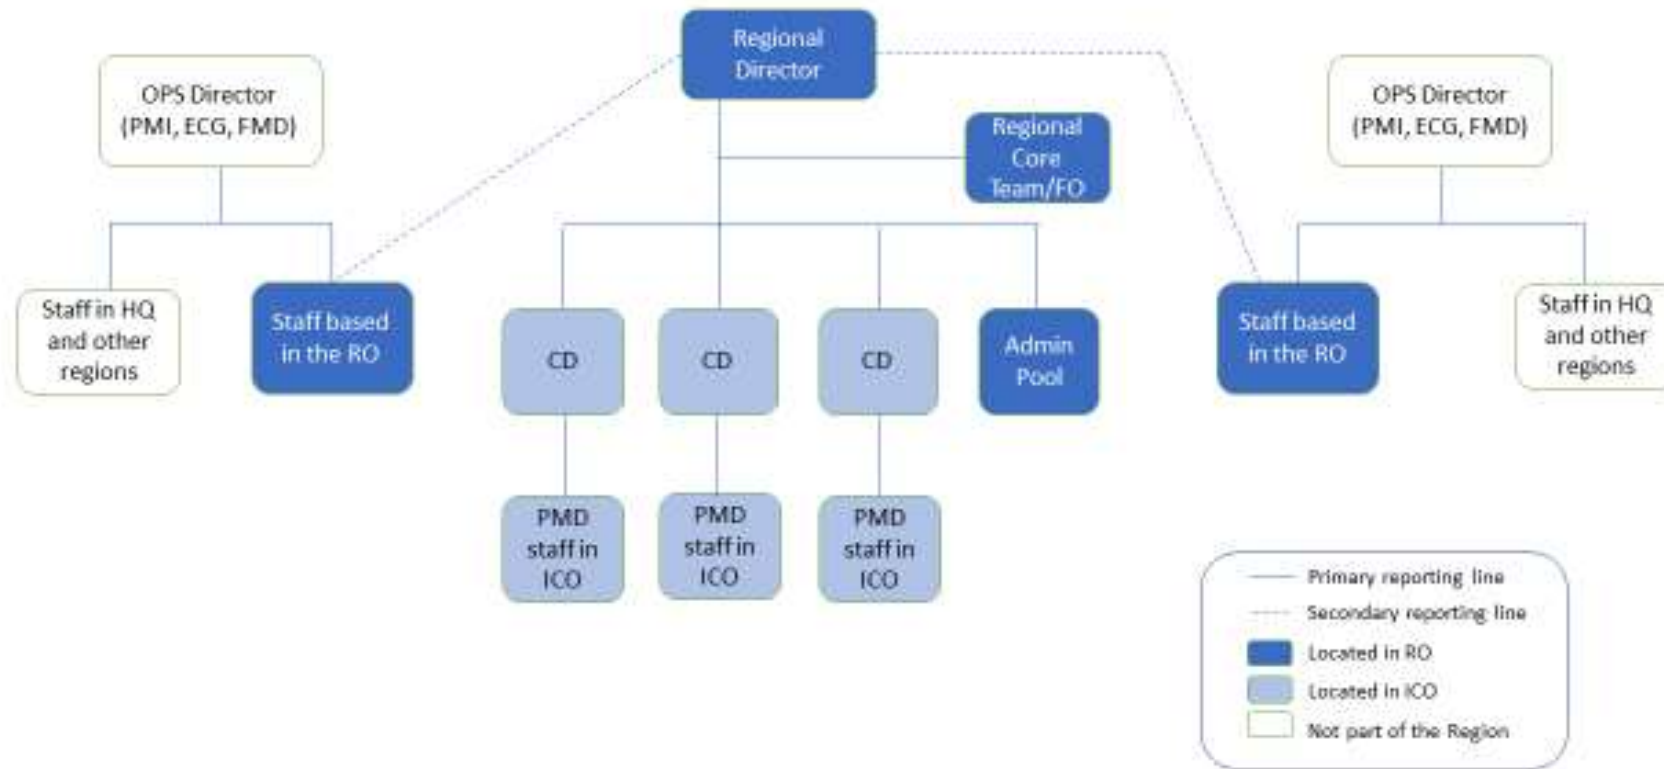 Regional
Director
OPS Director
(PMI, ECG, FMD)
OPS Director
(PMI, ECG, FMD)
Regional
Core
Team/FO
Staff in HQ
and other
regions
Staff based
in the RO
CD
CD
CD
Admin
Pool
Staff based
in the RO
Staff in HQ
and other
regions
PMD
staff in
ICO
PMD
staff in
ICO
PMD
staff in
ICO
Primary reporting line
Secondary reporting line
Located in RO
Located in ICO
Not part of the Region